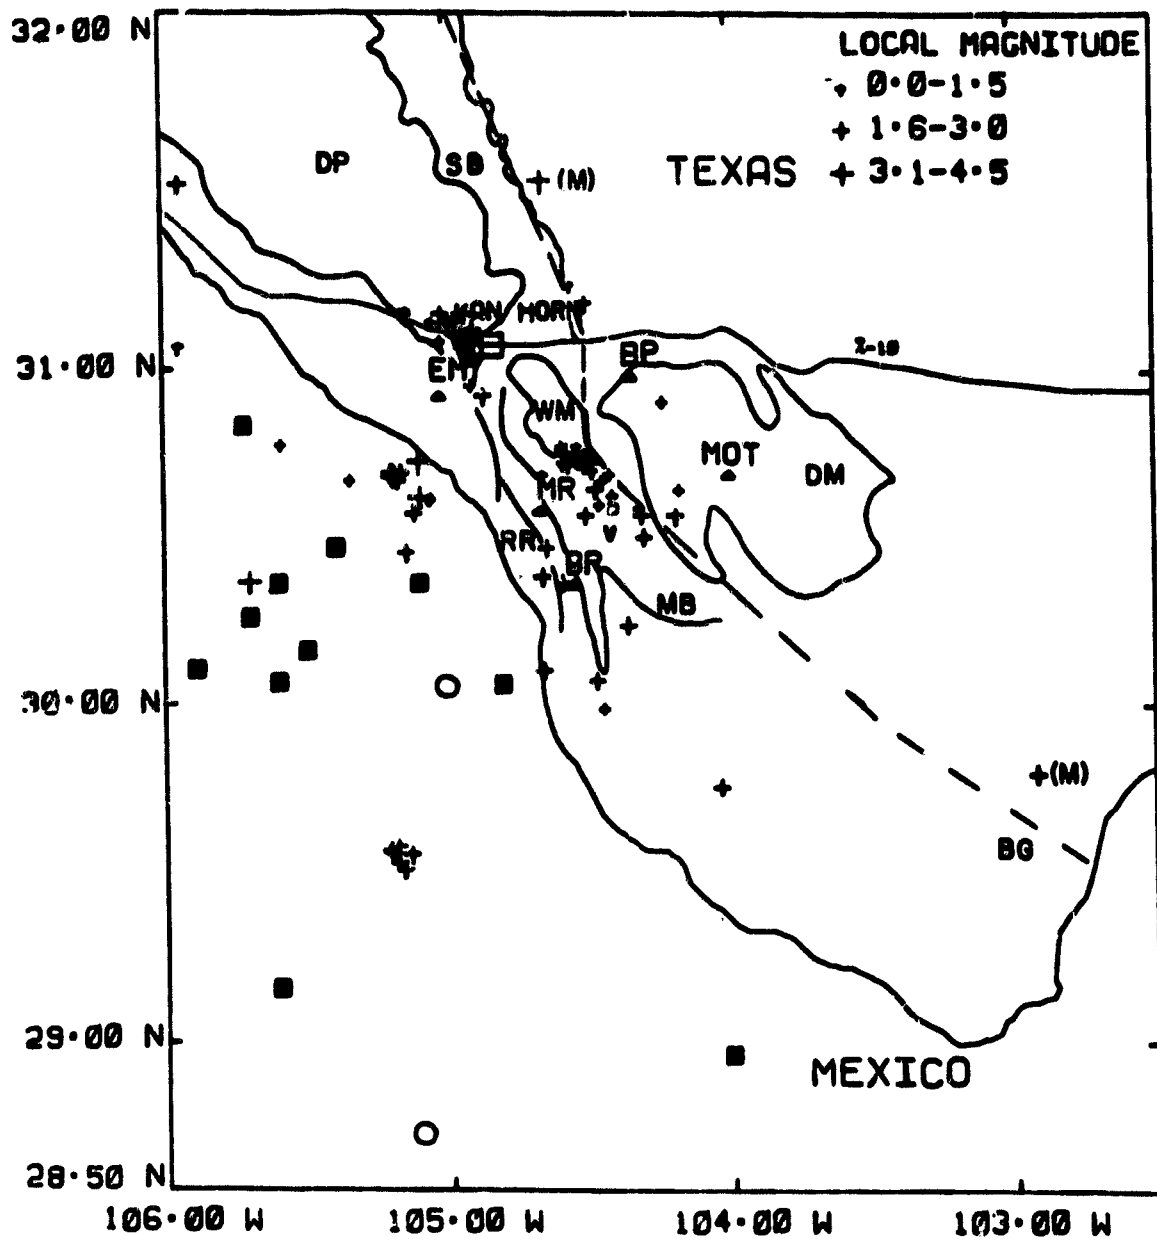 32·00 N
LOCAL MAGNITUDE
0·0-1·5
1·6-3·0
TEXAS + 3·1-4·5
DP
SB
(M)
HORN
I-10
31·00 N
EM
BP
WM
MOT
DM
MR
V
RR
BR
MB
30·00 N
(M)
BG
29·00 N
MEXICO
28·50 N
106·00 W
105·00 W
104·00 W
103·00 W